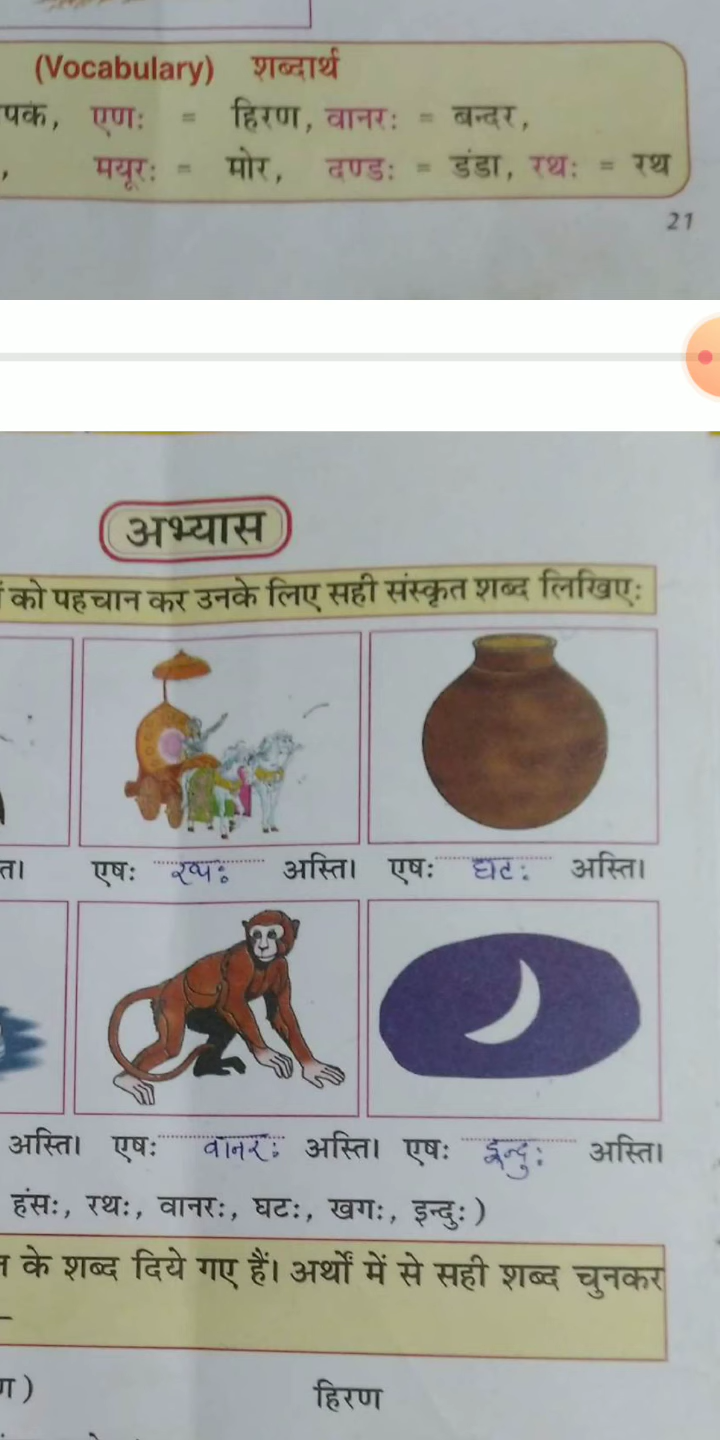 (Vocabulary) शब्दार्थ
पक, एणः = हिरण, वानरः = बन्दर,
, मयूरः = मोर, दण्डः = डंडा, रथः = रथ
21
अभ्यास
को पहचान कर उनके लिए सही संस्कृत शब्द लिखिए:
त। एषः रथः अस्ति। एषः घटः अस्ति।
अस्ति। एषः वानरः अस्ति। एषः इन्दुः अस्ति।
हंसः, रथः, वानरः, घटः, खगः, इन्दुः)
के शब्द दिये गए हैं। अर्थों में से सही शब्द चुनकर
ग) हिरण